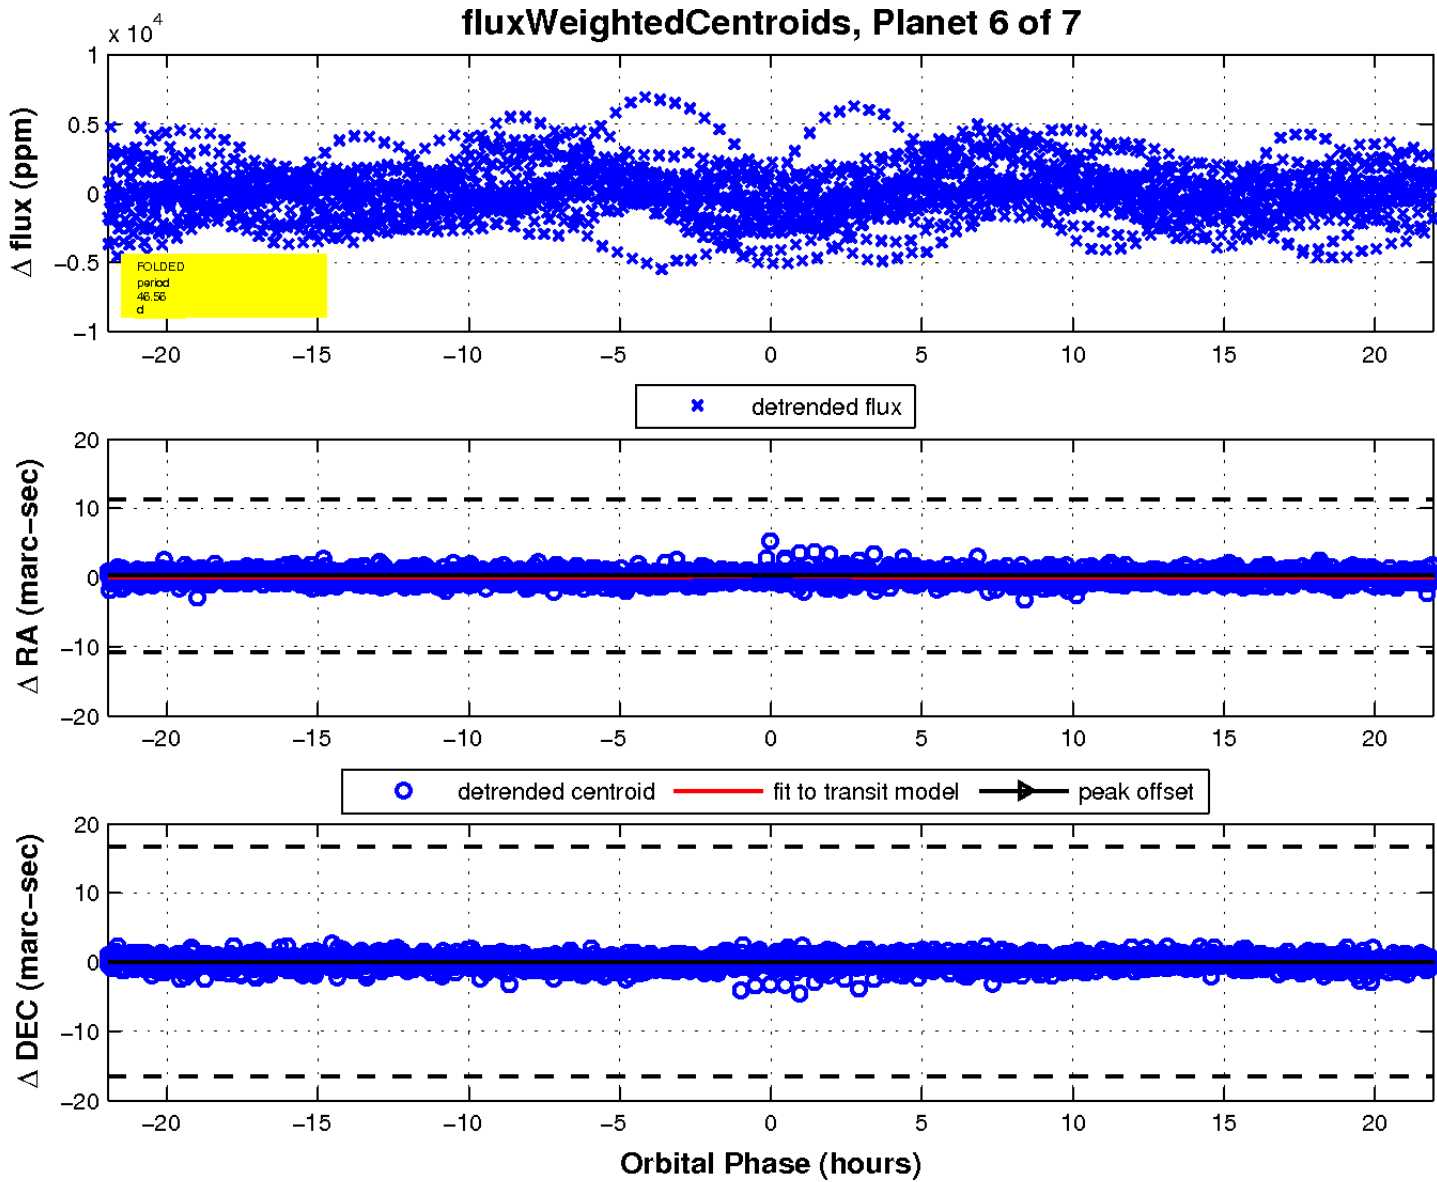 fluxWeightedCentroids, Planet 6 of 7
x 10^4
Δ flux (ppm)
1
0.5
0
−0.5
−1
FOLDED
period
46.56
d
−20 −15 −10 −5 0 5 10 15 20
detrended flux
Δ RA (marc−sec)
20
10
0
−10
−20
−20 −15 −10 −5 0 5 10 15 20
detrended centroid fit to transit model peak offset
Δ DEC (marc−sec)
20
10
0
−10
−20
−20 −15 −10 −5 0 5 10 15 20
Orbital Phase (hours)